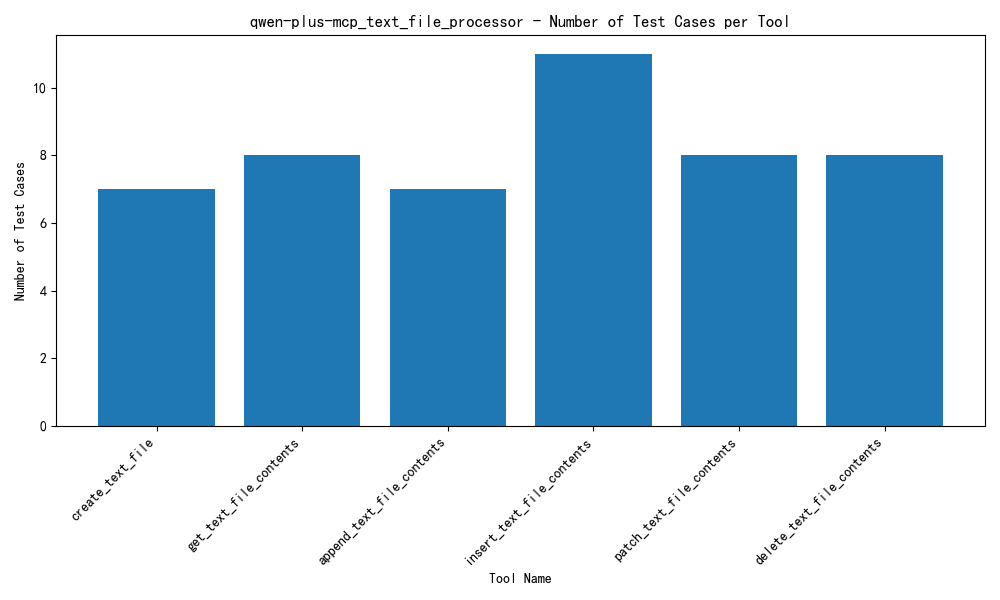 qwen-plus-mcp_text_file_processor - Number of Test Cases per Tool
10
8
6
4
2
0
Number of Test Cases
create_text_file
get_text_file_contents
append_text_file_contents
insert_text_file_contents
patch_text_file_contents
delete_text_file_contents
Tool Name